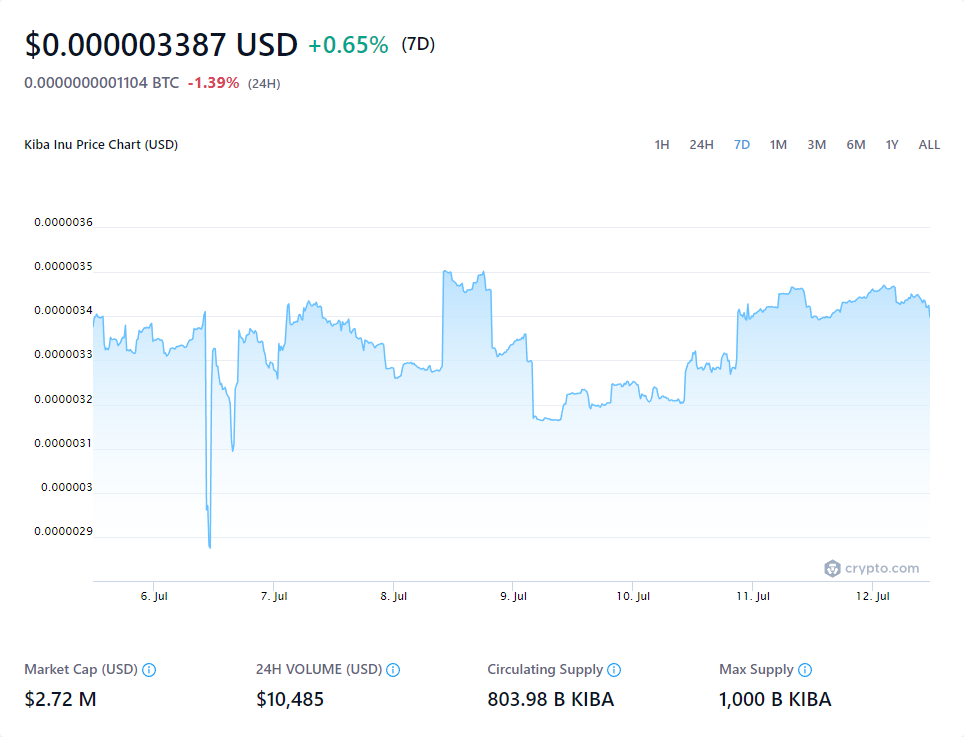 $0.000003387 USD +0.65% (7D)
0.0000000001104 BTC -1.39% (24H)
Kiba Inu Price Chart (USD) 1H 24H 7D 1M 3M 6M 1Y ALL
0.0000036
0.0000035
0.0000034
0.0000033
0.0000032
0.0000031
0.000003
0.0000029
crypto.com
6. Jul 7. Jul 8. Jul 9. Jul 10. Jul 11. Jul 12. Jul
Market Cap (USD) 24H VOLUME (USD) Circulating Supply Max Supply
$2.72 M $10,485 803.98 B KIBA 1,000 B KIBA